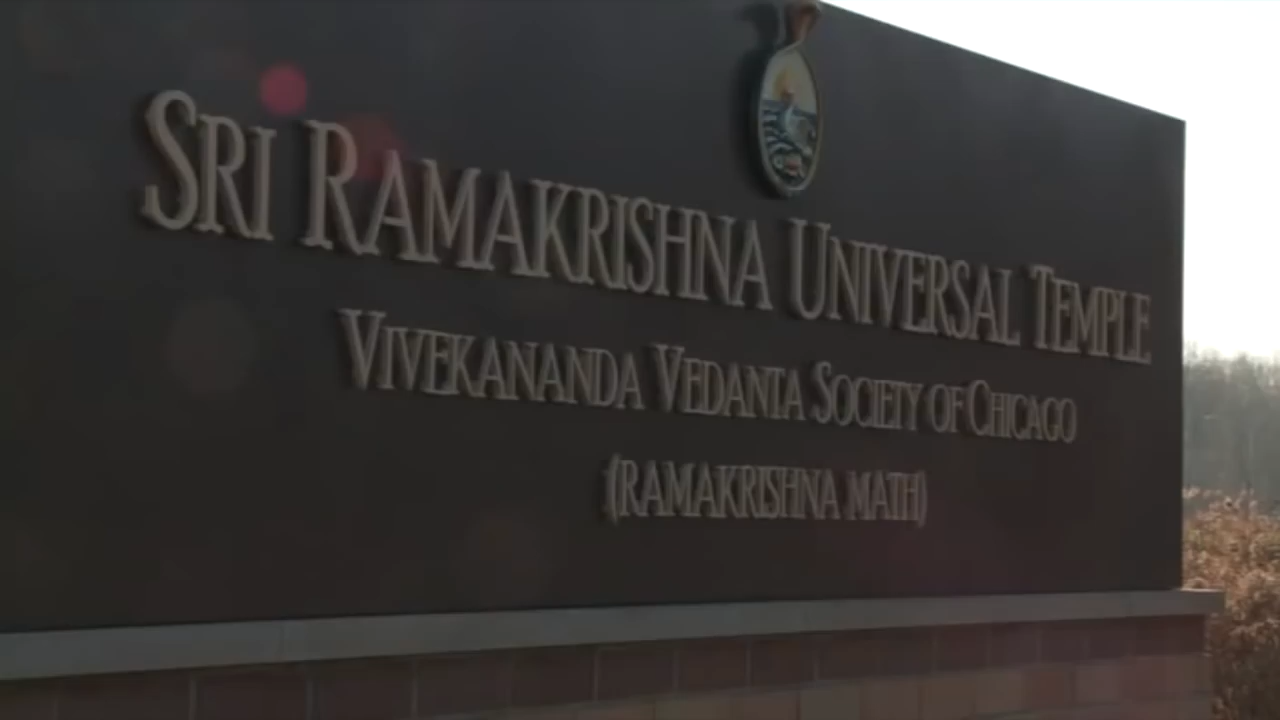 SRI RAMAKRISHNA UNIVERSAL TEMPLE
VIVEKANANDA VEDANTA SOCIETY OF CHICAGO
(RAMAKRISHNA MATH)